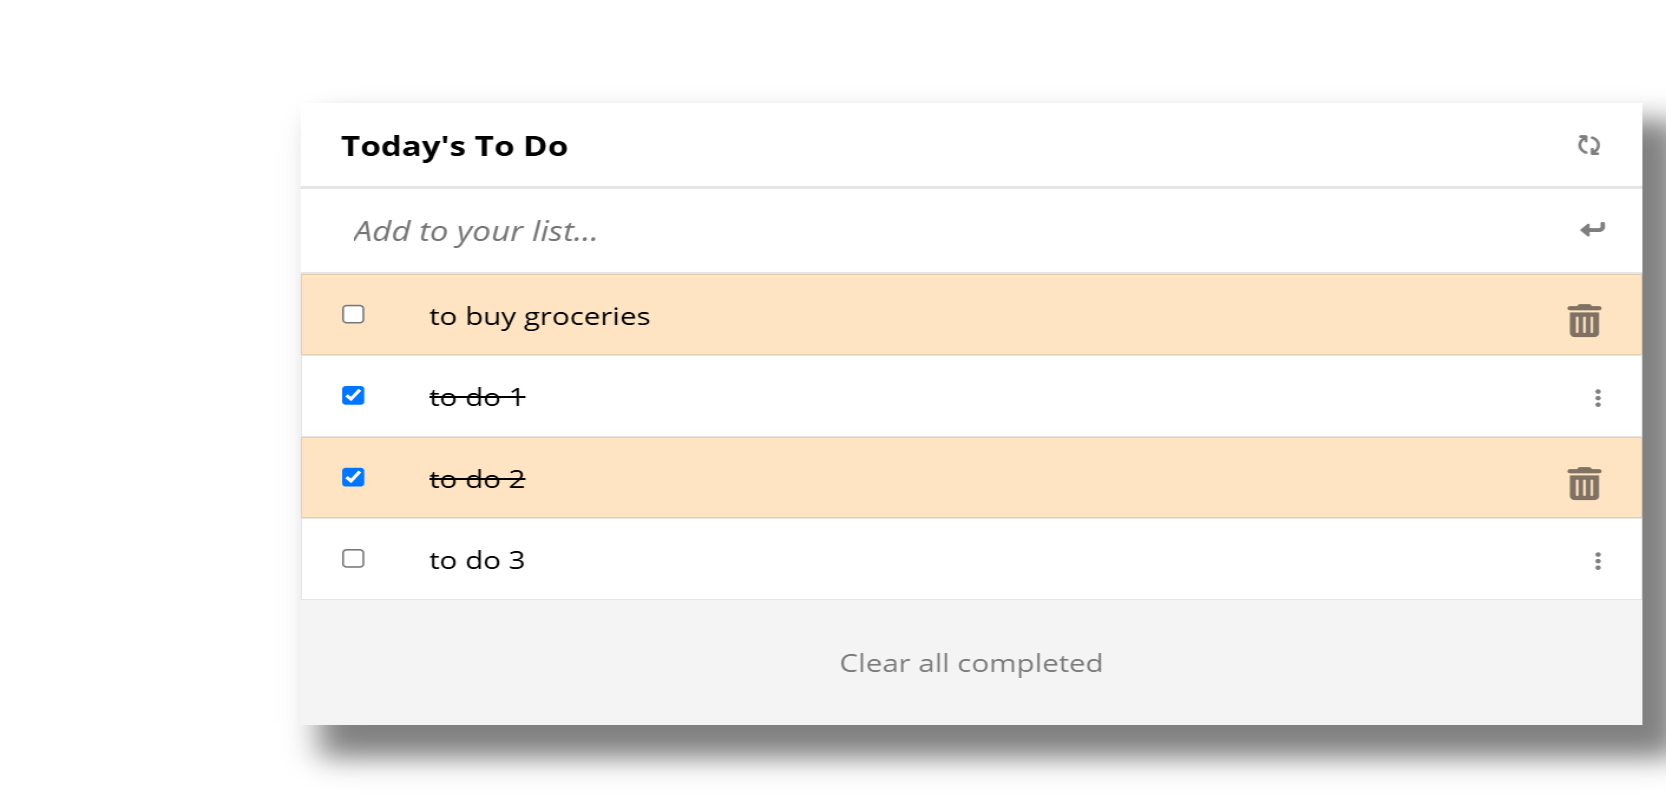 Today's To Do
Add to your list...
to buy groceries
to do 1
to do 2
to do 3
Clear all completed